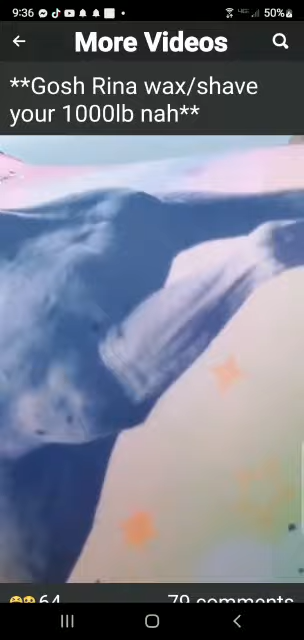 9:36 50%
More Videos
**Gosh Rina wax/shave
your 1000lb nah**
64 79 comments